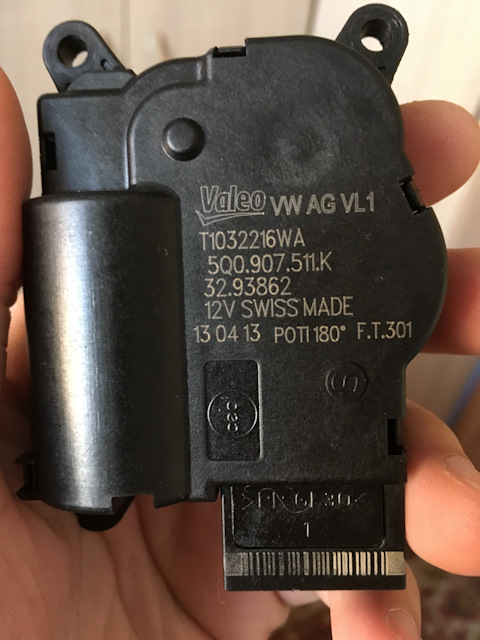 Valeo VW AG VL1
T1032216WA
5Q0.907.511.K
32.93862
12V SWISS MADE
13 04 13 POTI 180° F.T.301
1